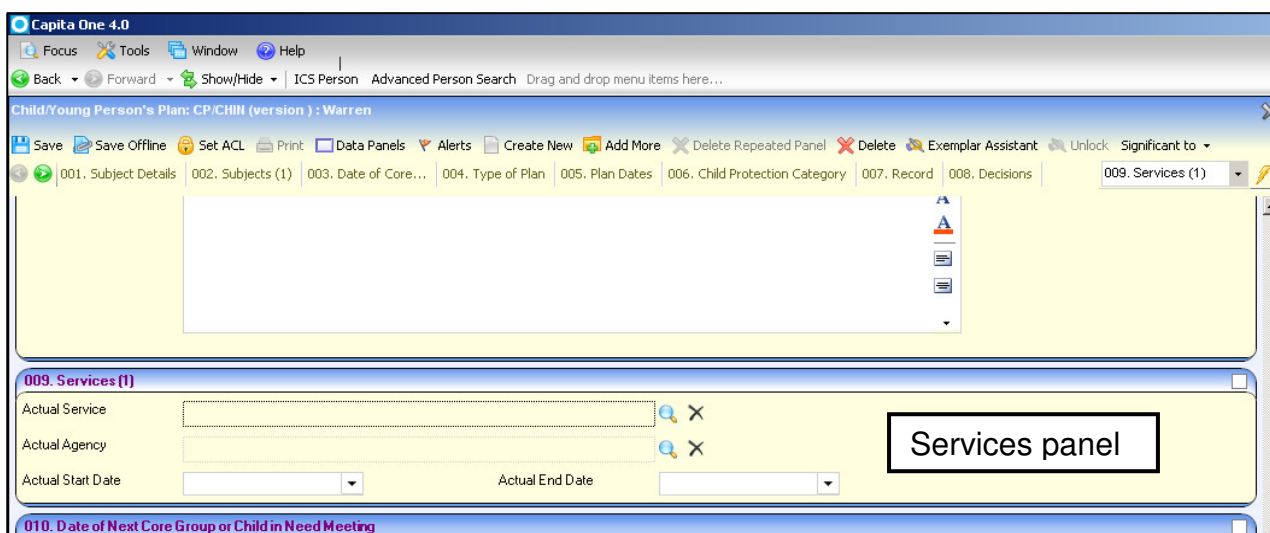 Capita One 4.0
Focus Tools Window Help
Back Forward Show/Hide ICS Person Advanced Person Search Drag and drop menu items here...
Child/Young Person's Plan: CP/CHIN (version ) : Warren
Save Save Offline Set ACL Print Data Panels Alerts Create New Add More Delete Repeated Panel Delete Exemplar Assistant Unlock Significant to
001. Subject Details 002. Subjects (1) 003. Date of Core... 004. Type of Plan 005. Plan Dates 006. Child Protection Category 007. Record 008. Decisions 009. Services (1)
A
A
009. Services (1)
Actual Service
Actual Agency
Services panel
Actual Start Date Actual End Date
010. Date of Next Core Group or Child in Need Meeting